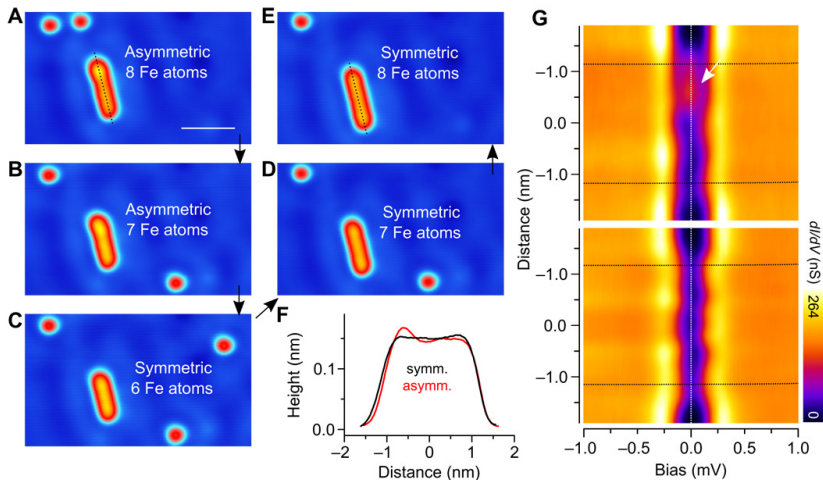 A
Asymmetric
8 Fe atoms
B
Asymmetric
7 Fe atoms
C
Symmetric
6 Fe atoms
E
Symmetric
8 Fe atoms
D
Symmetric
7 Fe atoms
F
Height (nm)
0.1
0.0
symm.
asymm.
−2
−1
0
1
2
Distance (nm)
G
Distance (nm)
−1.0
0.0
−1.0
−1.0
0.0
−1.0
−1.0
−0.5
0.0
0.5
1.0
Bias (mV)
dI/dV (nS)
264
0